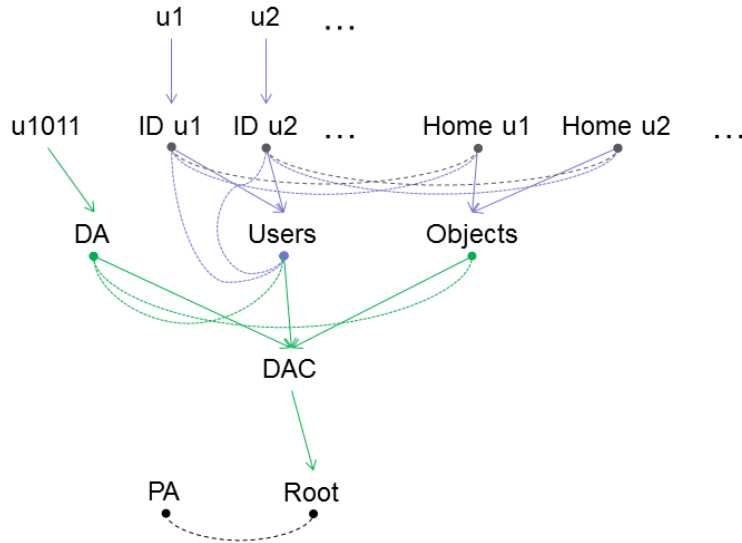 u1 u2 ...
u1011 ID u1 ID u2 ... Home u1 Home u2 ...
DA Users Objects
DAC
PA Root